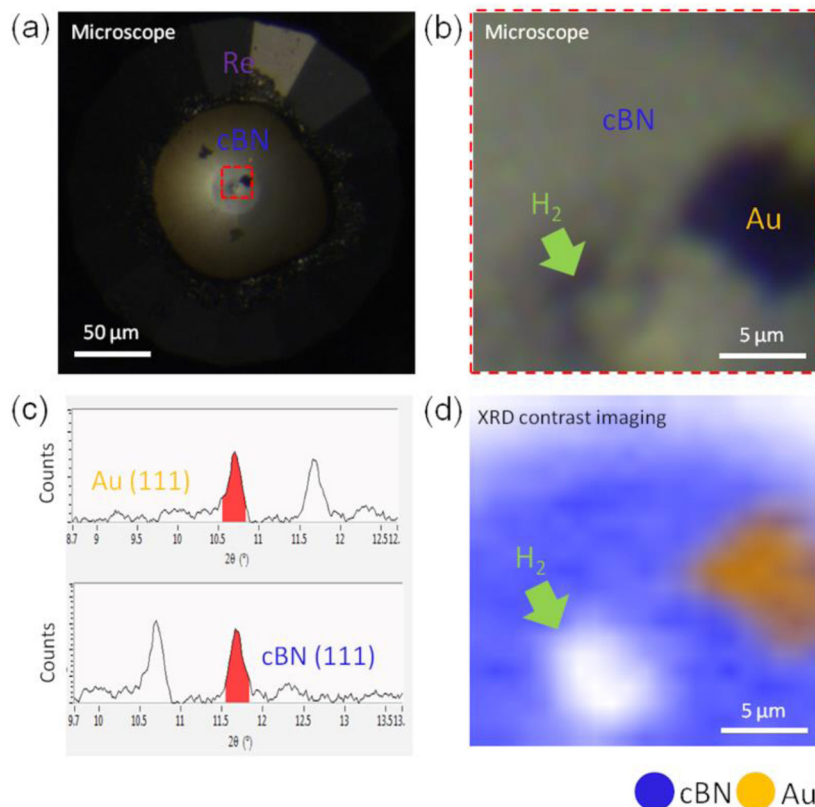 (a)
Microscope
Re
cBN
50 μm
(b)
Microscope
cBN
H₂
Au
5 μm
(c)
Counts
Au (111)
8.7 9 9.5 10 10.5 11 11.5 12 12.5 12.
2θ (°)
Counts
cBN (111)
9.7 10 10.5 11 11.5 12 12.5 13 13.5 13.
2θ (°)
(d)
XRD contrast imaging
H₂
5 μm
cBN Au